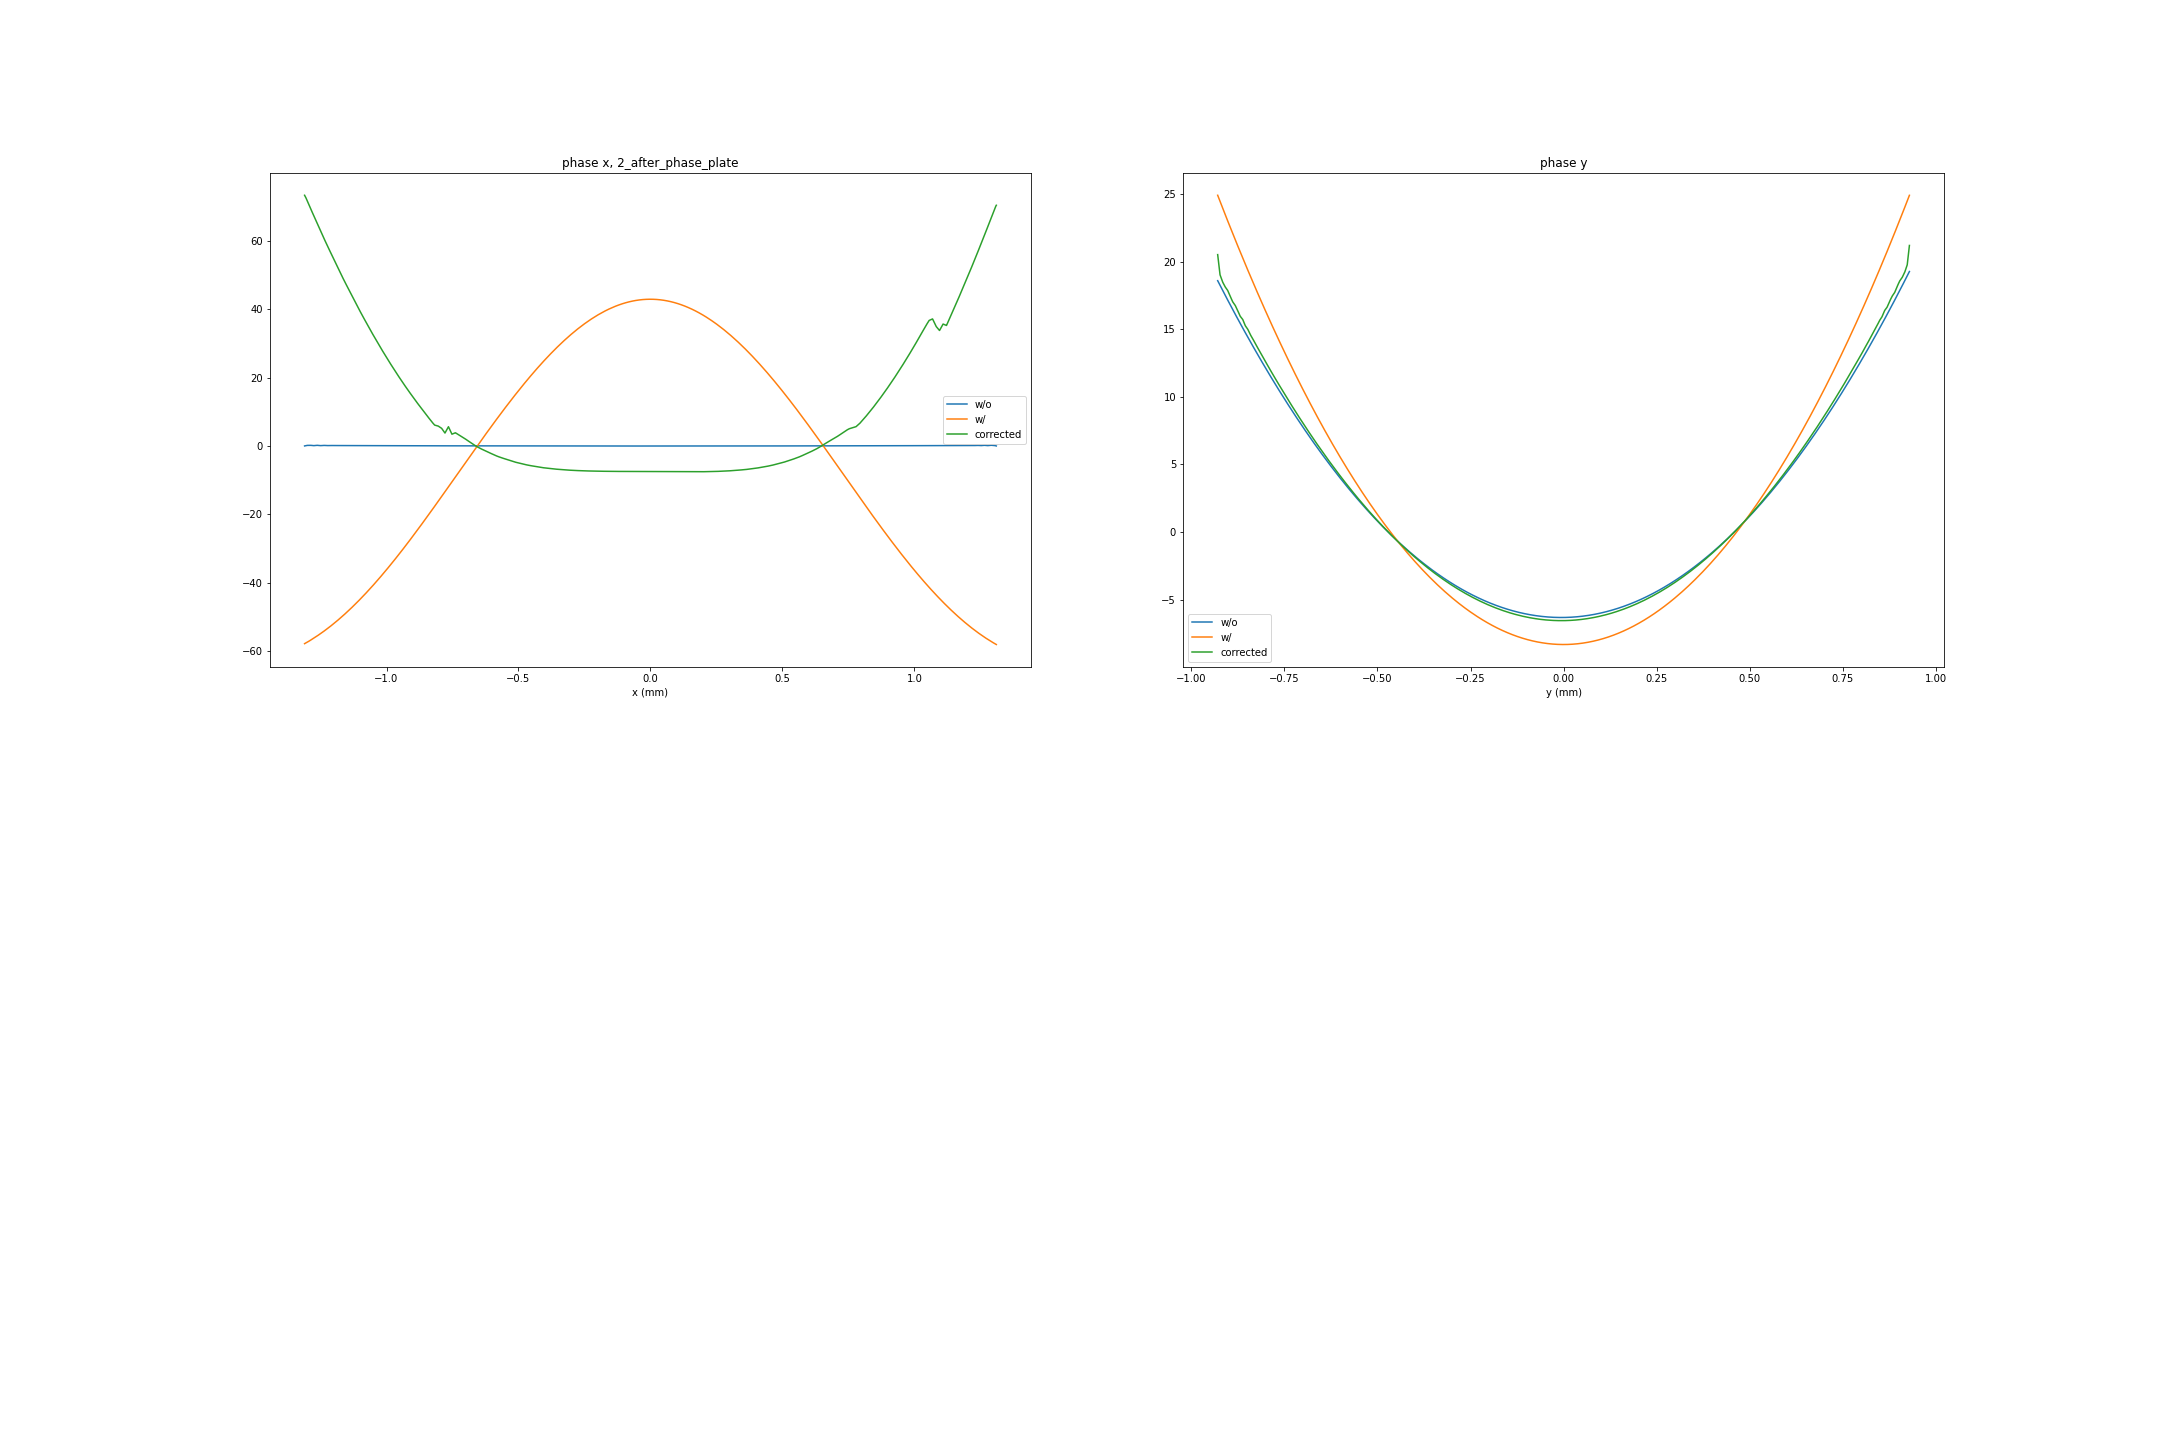 phase x, 2_after_phase_plate
60
40
20
0
−20
−40
−60
−1.0 −0.5 0.0 0.5 1.0
x (mm)
w/o
w/
corrected
phase y
25
20
15
10
5
0
−5
−1.00 −0.75 −0.50 −0.25 0.00 0.25 0.50 0.75 1.00
y (mm)
w/o
w/
corrected